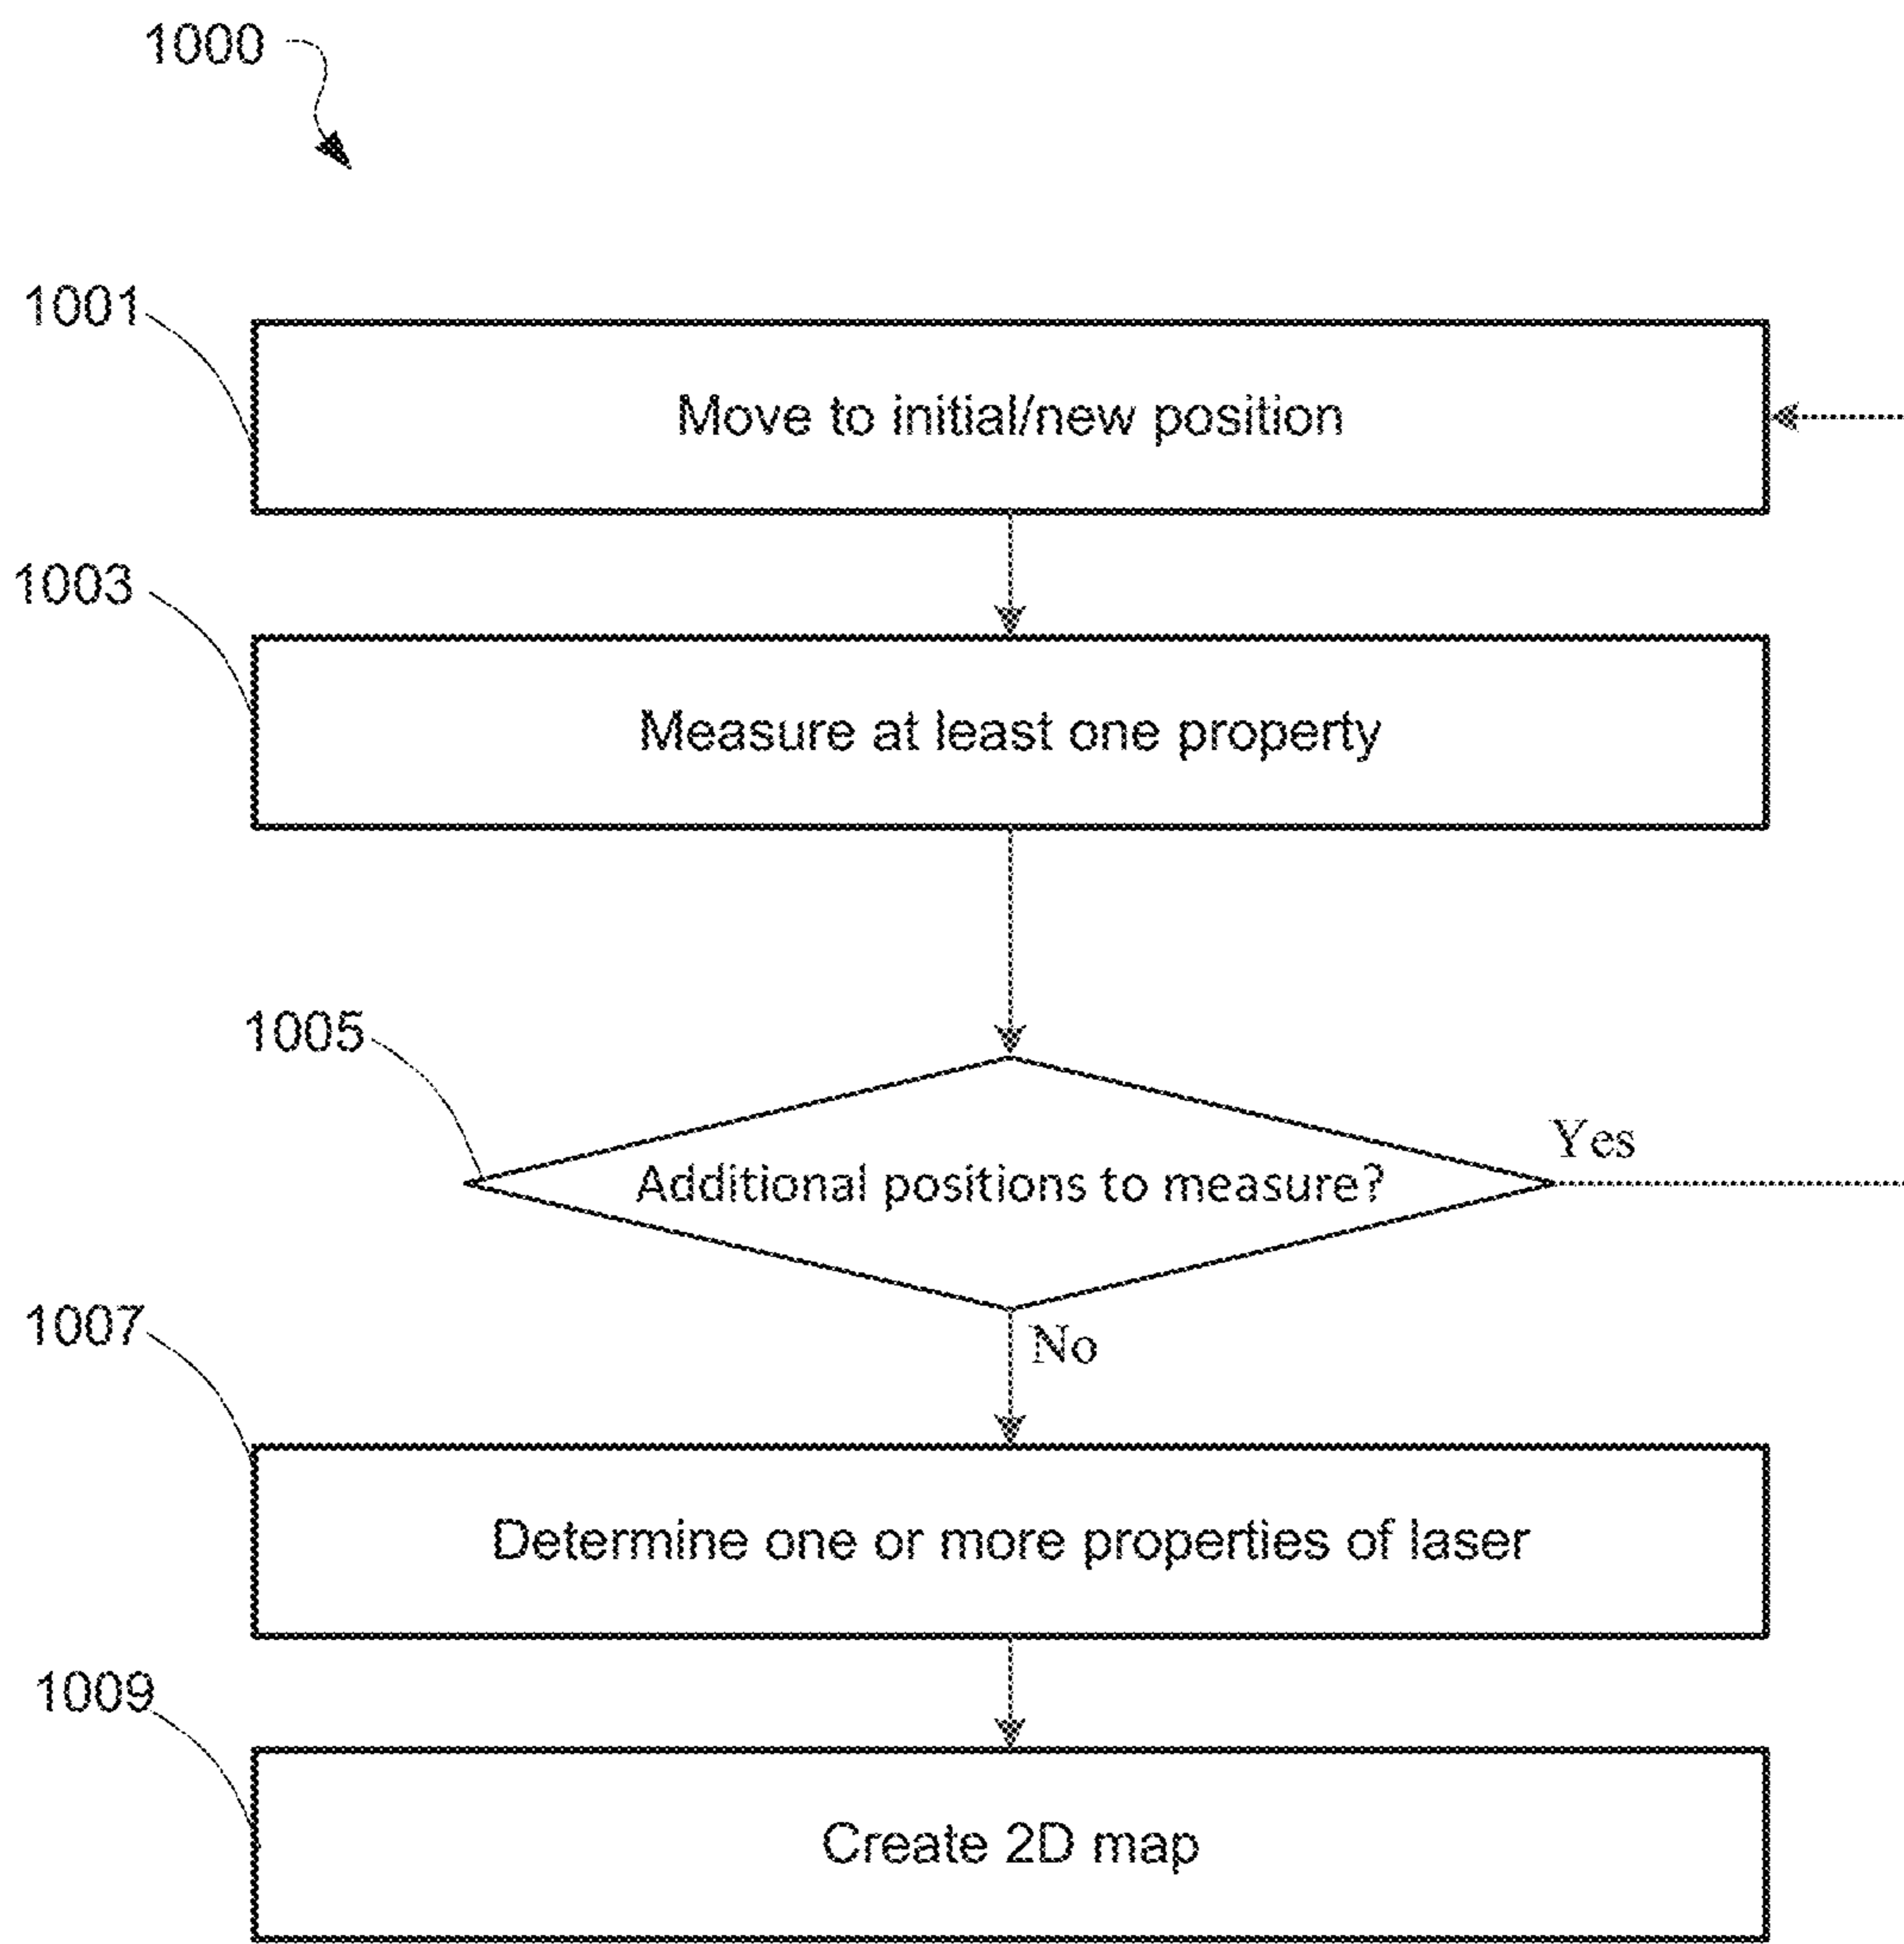 1000
1001
Move to initial/new position
1003
Measure at least one property
1005
Yes
Additional positions to measure?
No
1007
Determine one or more properties of laser
1009
Create 2D map